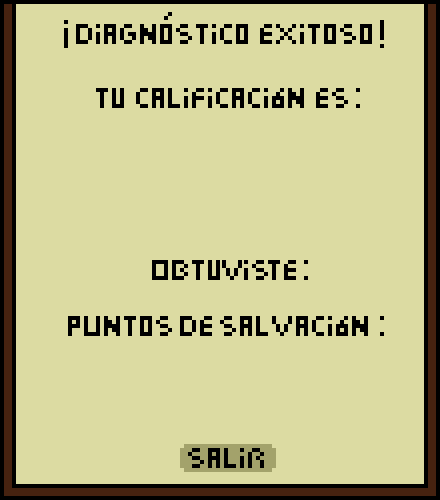 ¡DIAGNÓSTICO EXITOSO!
TU CALIFICACIÓN ES:
OBTUVISTE:
PUNTOS DE SALVACIÓN :
SALIR